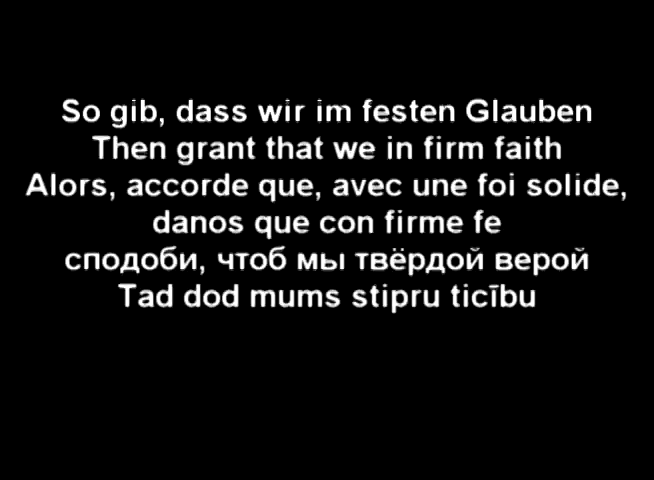 So gib, dass wir im festen Glauben
Then grant that we in firm faith
Alors, accorde que, avec une foi solide,
danos que con firme fe
сподоби, чтоб мы твёрдой верой
Tad dod mums stipru ticību